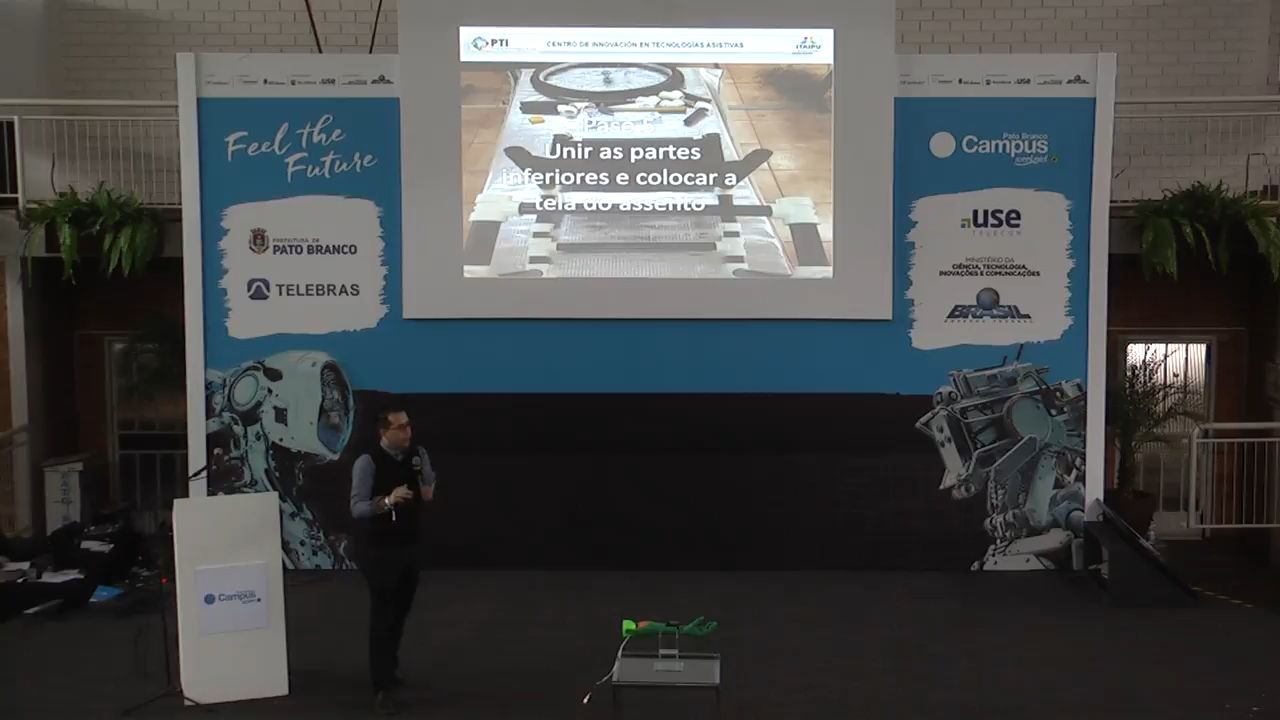 PTI
CENTRO DE INNOVACIÓN EN TECNOLOGÍAS ASISTIVAS
ITAIPU
Unir as partes
inferiores e colocar a
tela do assento
Feel the
Future
PREFEITURA DE
PATO BRANCO
TELEBRAS
Pato Branco
Campus
use
TELECOM
MINISTÉRIO DA
CIÊNCIA, TECNOLOGIA,
INOVAÇÕES E COMUNICAÇÕES
BRASIL
Campus